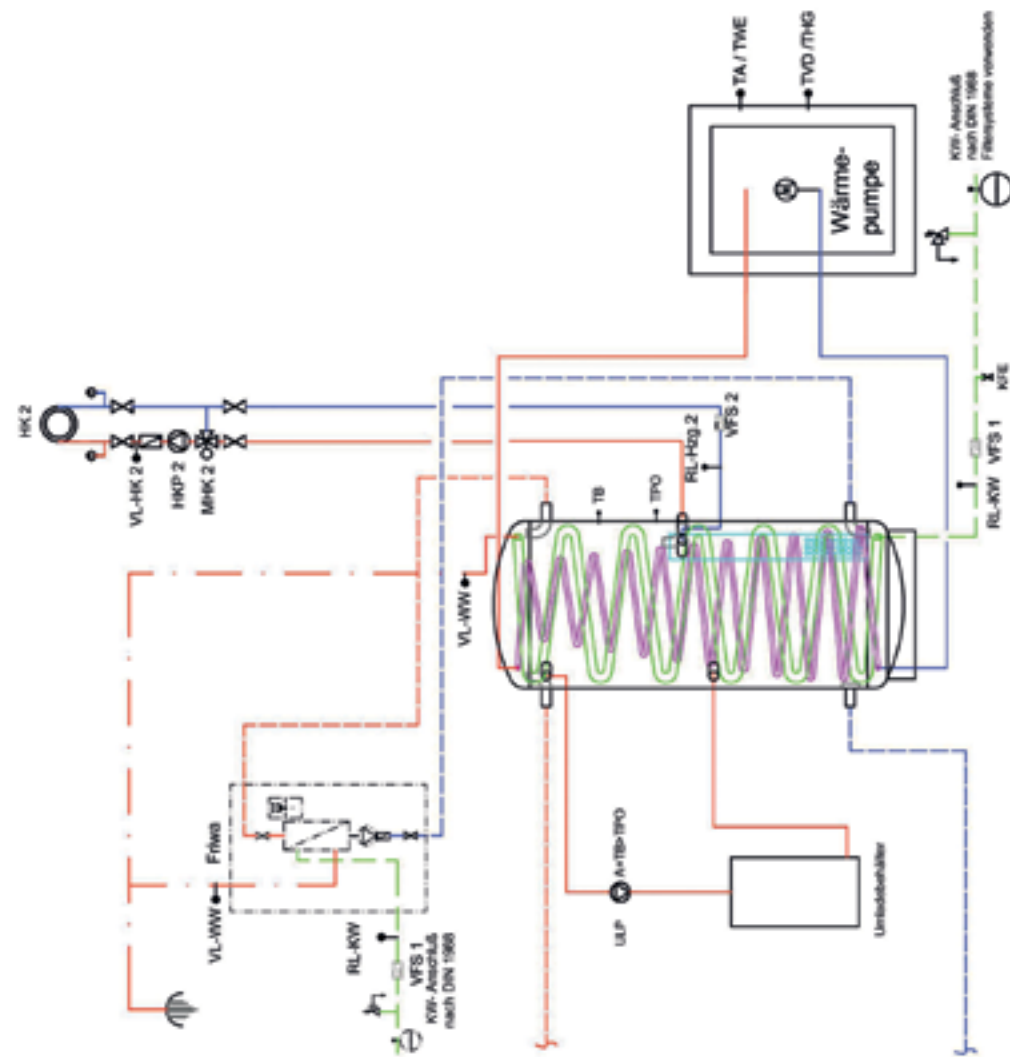 TA / TWE
TVD /THG
Wärme-
pumpe
KW- Anschluß
nach DIN 1988
Filtersysteme verwenden
KFE
VFS 1
RL-KW
HK 2
VL-HK 2
HKP 2
MHK 2
VFS 2
RL-Hzg.2
TB
TPO
VL-WW
Friwa
VL-WW
RL-KW
VFS 1
KW- Anschluß
nach DIN 1988
ULP
A=TB>TPO
Umladebehälter